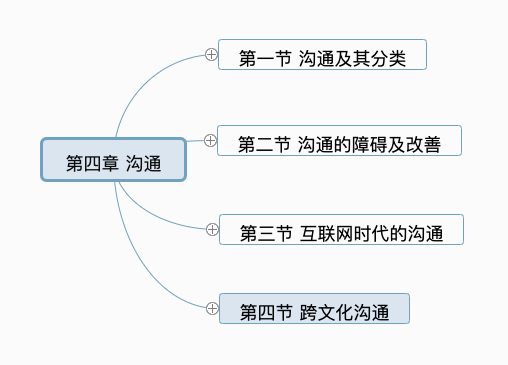 第一节 沟通及其分类
第二节 沟通的障碍及改善
第四章 沟通
第三节 互联网时代的沟通
第四节 跨文化沟通